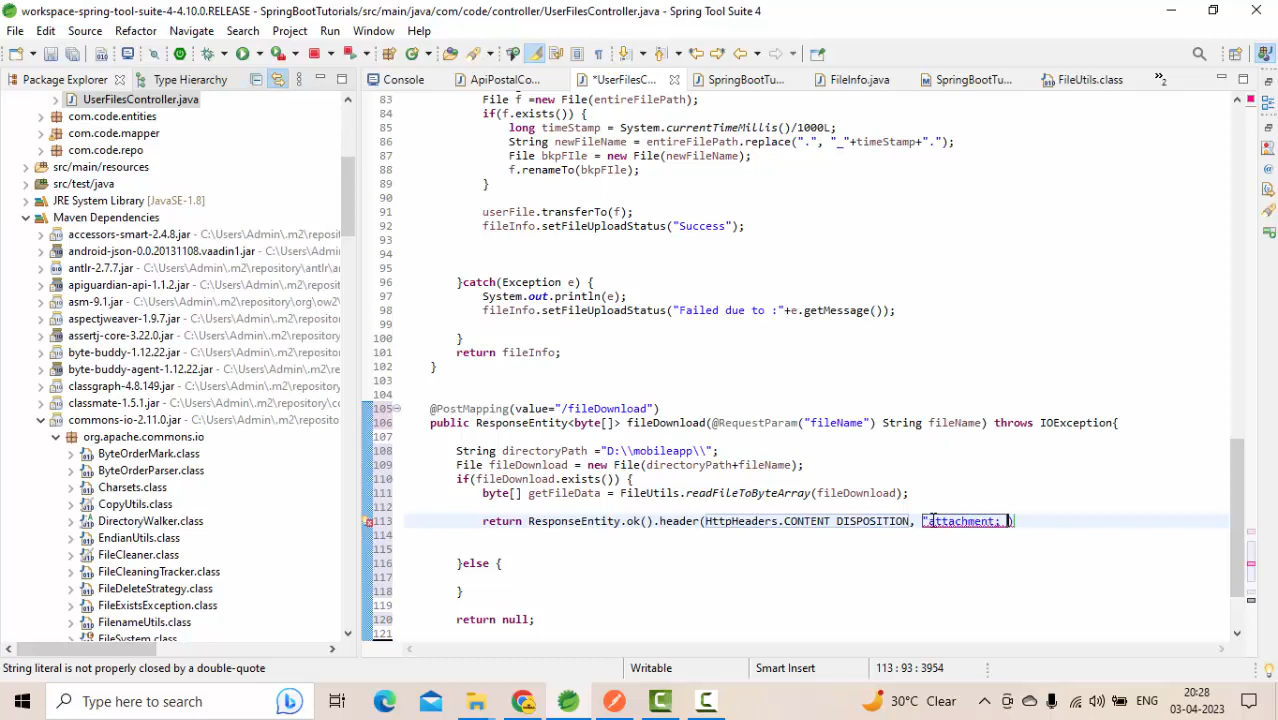 workspace-spring-tool-suite-4-4.10.0.RELEASE - SpringBootTutorials/src/main/java/com/code/controller/UserFilesController.java - Spring Tool Suite 4
File Edit Source Refactor Navigate Search Project Run Window Help
Package Explorer Type Hierarchy
Console ApiPostalCo... *UserFilesC... SpringBootTu... FileInfo.java SpringBootTu... FileUtils.class »2
UserFilesController.java
com.code.entities
com.code.mapper
com.code.repo
src/main/resources
src/test/java
JRE System Library [JavaSE-1.8]
Maven Dependencies
accessors-smart-2.4.8.jar - C:\Users\Admin\.m2\reposit
android-json-0.0.20131108.vaadin1.jar - C:\Users\Admin
antlr-2.7.7.jar - C:\Users\Admin\.m2\repository\antlr\an
apiguardian-api-1.1.2.jar - C:\Users\Admin\.m2\reposito
asm-9.1.jar - C:\Users\Admin\.m2\repository\org\ow2\
aspectjweaver-1.9.7.jar - C:\Users\Admin\.m2\repositor
assertj-core-3.22.0.jar - C:\Users\Admin\.m2\repository
byte-buddy-1.12.22.jar - C:\Users\Admin\.m2\repository
byte-buddy-agent-1.12.22.jar - C:\Users\Admin\.m2\rep
classgraph-4.8.149.jar - C:\Users\Admin\.m2\repository\
classmate-1.5.1.jar - C:\Users\Admin\.m2\repository\co
commons-io-2.11.0.jar - C:\Users\Admin\.m2\repository
org.apache.commons.io
ByteOrderMark.class
ByteOrderParser.class
Charsets.class
CopyUtils.class
DirectoryWalker.class
EndianUtils.class
FileCleaner.class
FileCleaningTracker.class
FileDeleteStrategy.class
FileExistsException.class
FilenameUtils.class
FileSystem.class
83 File f =new File(entireFilePath);
84 if(f.exists()) {
85 long timeStamp = System.currentTimeMillis()/1000L;
86 String newFileName = entireFilePath.replace(".", "_"+timeStamp+".");
87 File bkpFIle = new File(newFileName);
88 f.renameTo(bkpFIle);
89 }
90
91 userFile.transferTo(f);
92 fileInfo.setFileUploadStatus("Success");
93
94
95
96 }catch(Exception e) {
97 System.out.println(e);
98 fileInfo.setFileUploadStatus("Failed due to :"+e.getMessage());
99
100 }
101 return fileInfo;
102 }
103
104
105 @PostMapping(value="/fileDownload")
106 public ResponseEntity<byte[]> fileDownload(@RequestParam("fileName") String fileName) throws IOException{
107
108 String directoryPath ="D:\\mobileapp\\";
109 File fileDownload = new File(directoryPath+fileName);
110 if(fileDownload.exists()) {
111 byte[] getFileData = FileUtils.readFileToByteArray(fileDownload);
112
113 return ResponseEntity.ok().header(HttpHeaders.CONTENT_DISPOSITION, "attachment; )
114
115
116 }else {
117
118 }
119
120 return null;
121
String literal is not properly closed by a double-quote
Writable Smart Insert 113 : 93 : 3954
Type here to search
30°C Clear ENG 20:28 03-04-2023